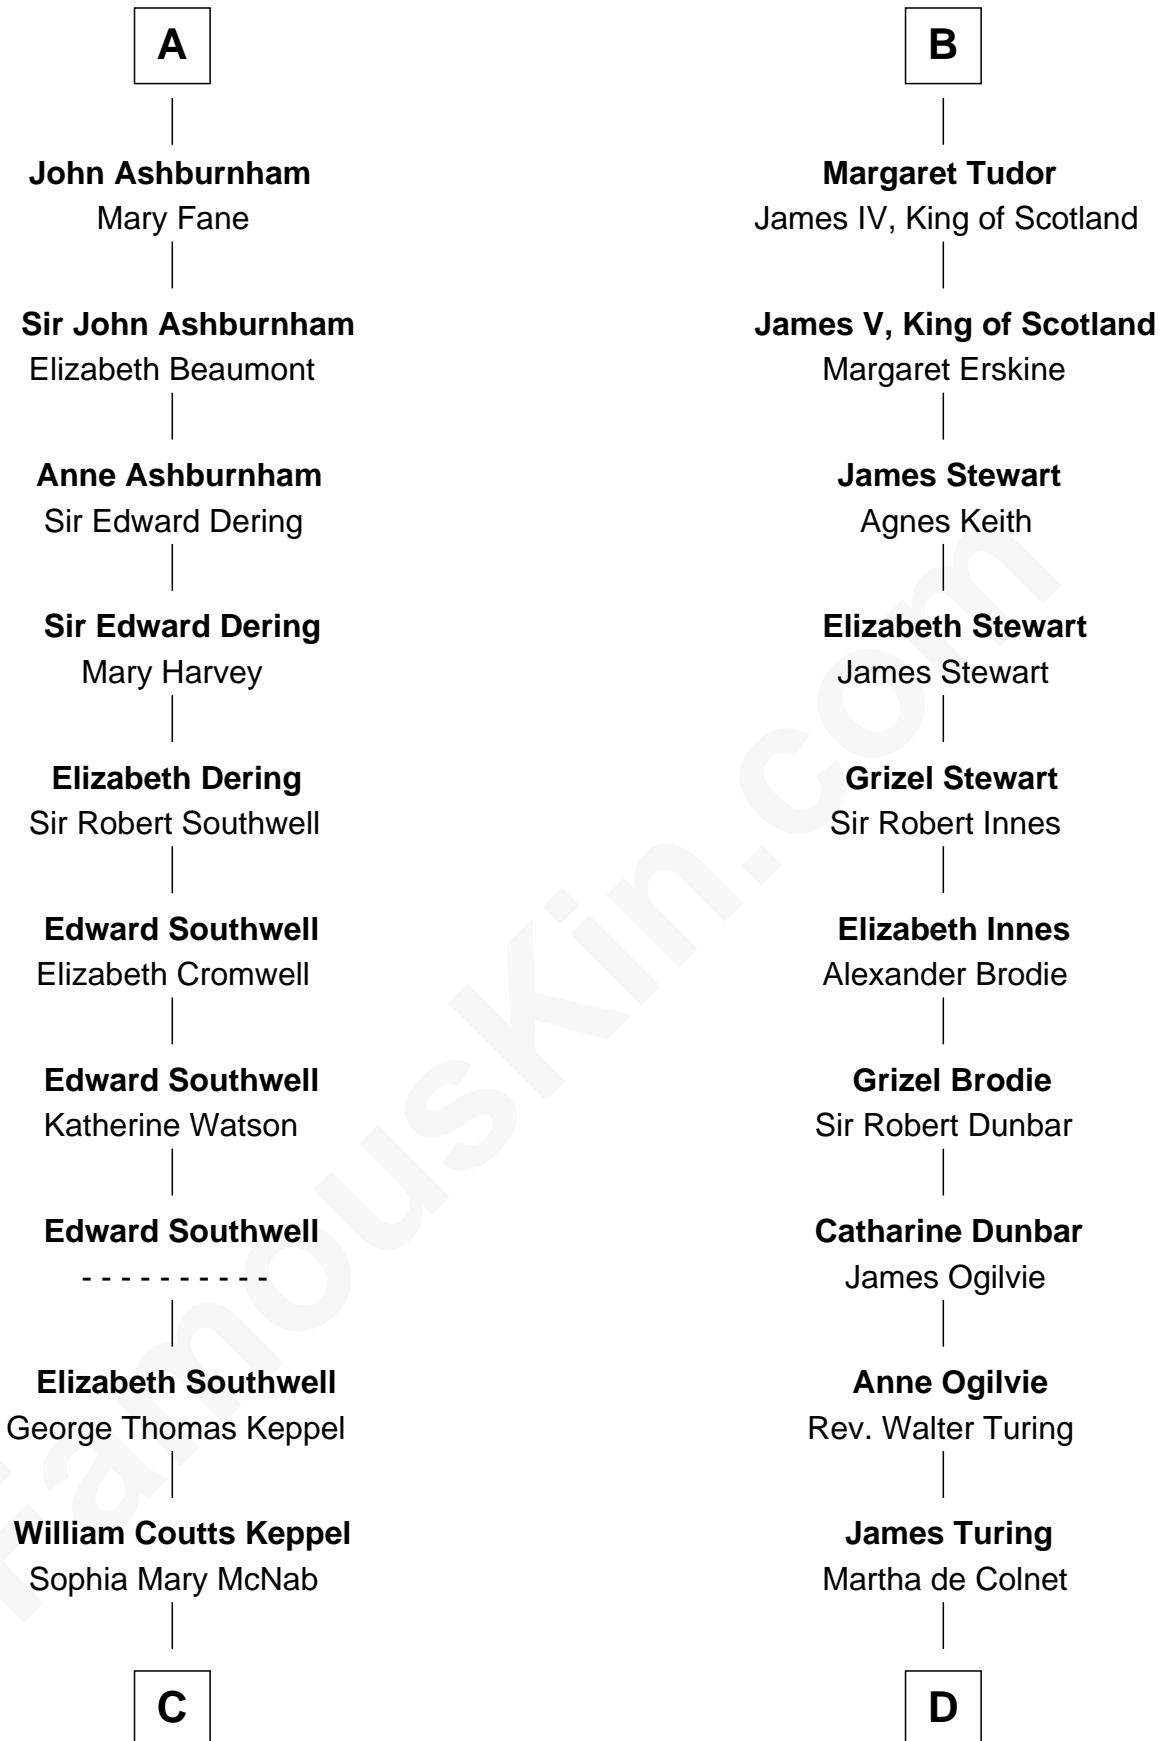 A
John Ashburnham
Mary Fane
Sir John Ashburnham
Elizabeth Beaumont
Anne Ashburnham
Sir Edward Dering
Sir Edward Dering
Mary Harvey
Elizabeth Dering
Sir Robert Southwell
Edward Southwell
Elizabeth Cromwell
Edward Southwell
Katherine Watson
Edward Southwell
- - - - - - - - - -
Elizabeth Southwell
George Thomas Keppel
William Coutts Keppel
Sophia Mary McNab
C
B
Margaret Tudor
James IV, King of Scotland
James V, King of Scotland
Margaret Erskine
James Stewart
Agnes Keith
Elizabeth Stewart
James Stewart
Grizel Stewart
Sir Robert Innes
Elizabeth Innes
Alexander Brodie
Grizel Brodie
Sir Robert Dunbar
Catharine Dunbar
James Ogilvie
Anne Ogilvie
Rev. Walter Turing
James Turing
Martha de Colnet
D
FamousKin.com